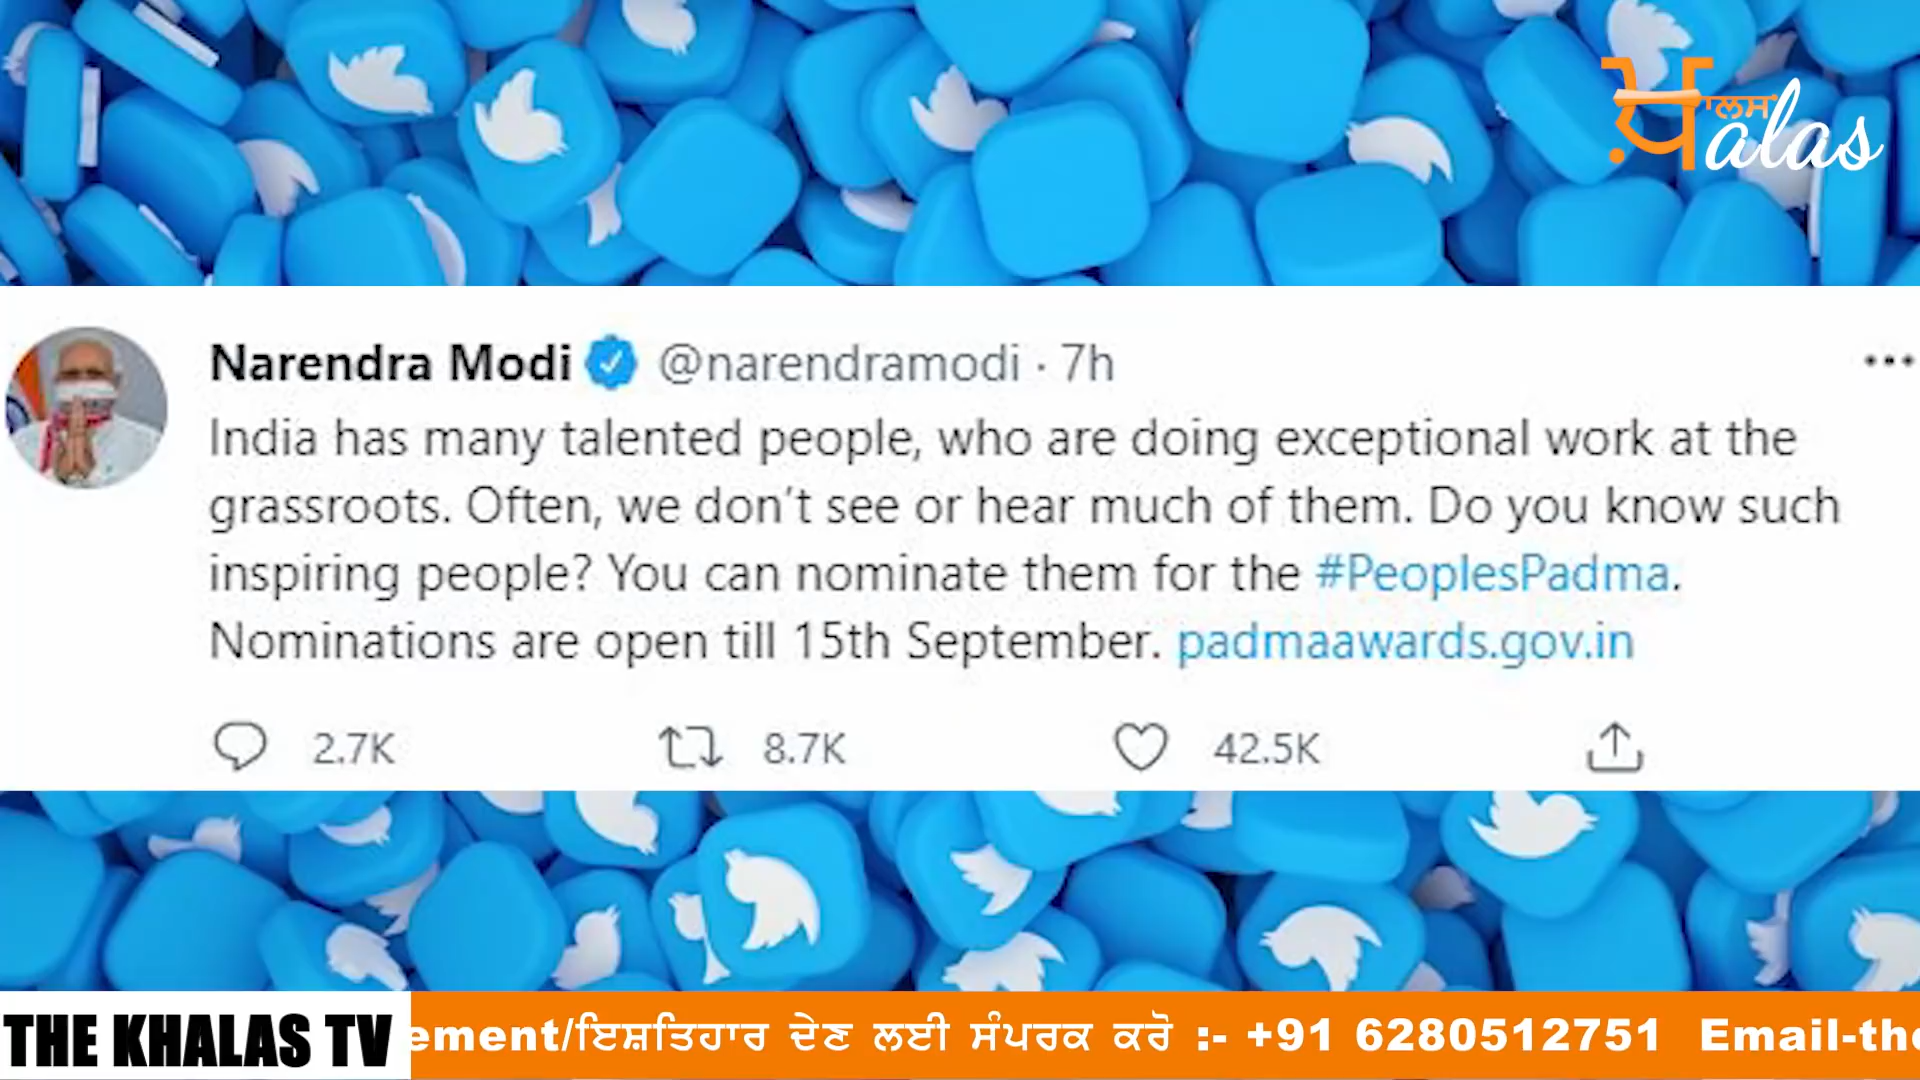 ਖ਼ਾਲਸ alas
Narendra Modi @narendramodi · 7h
India has many talented people, who are doing exceptional work at the
grassroots. Often, we don't see or hear much of them. Do you know such
inspiring people? You can nominate them for the #PeoplesPadma.
Nominations are open till 15th September. padmaawards.gov.in
2.7K 8.7K 42.5K
THE KHALAS TV ement/ਇਸ਼ਤਿਹਾਰ ਦੇਣ ਲਈ ਸੰਪਰਕ ਕਰੋ :- +91 6280512751 Email-the